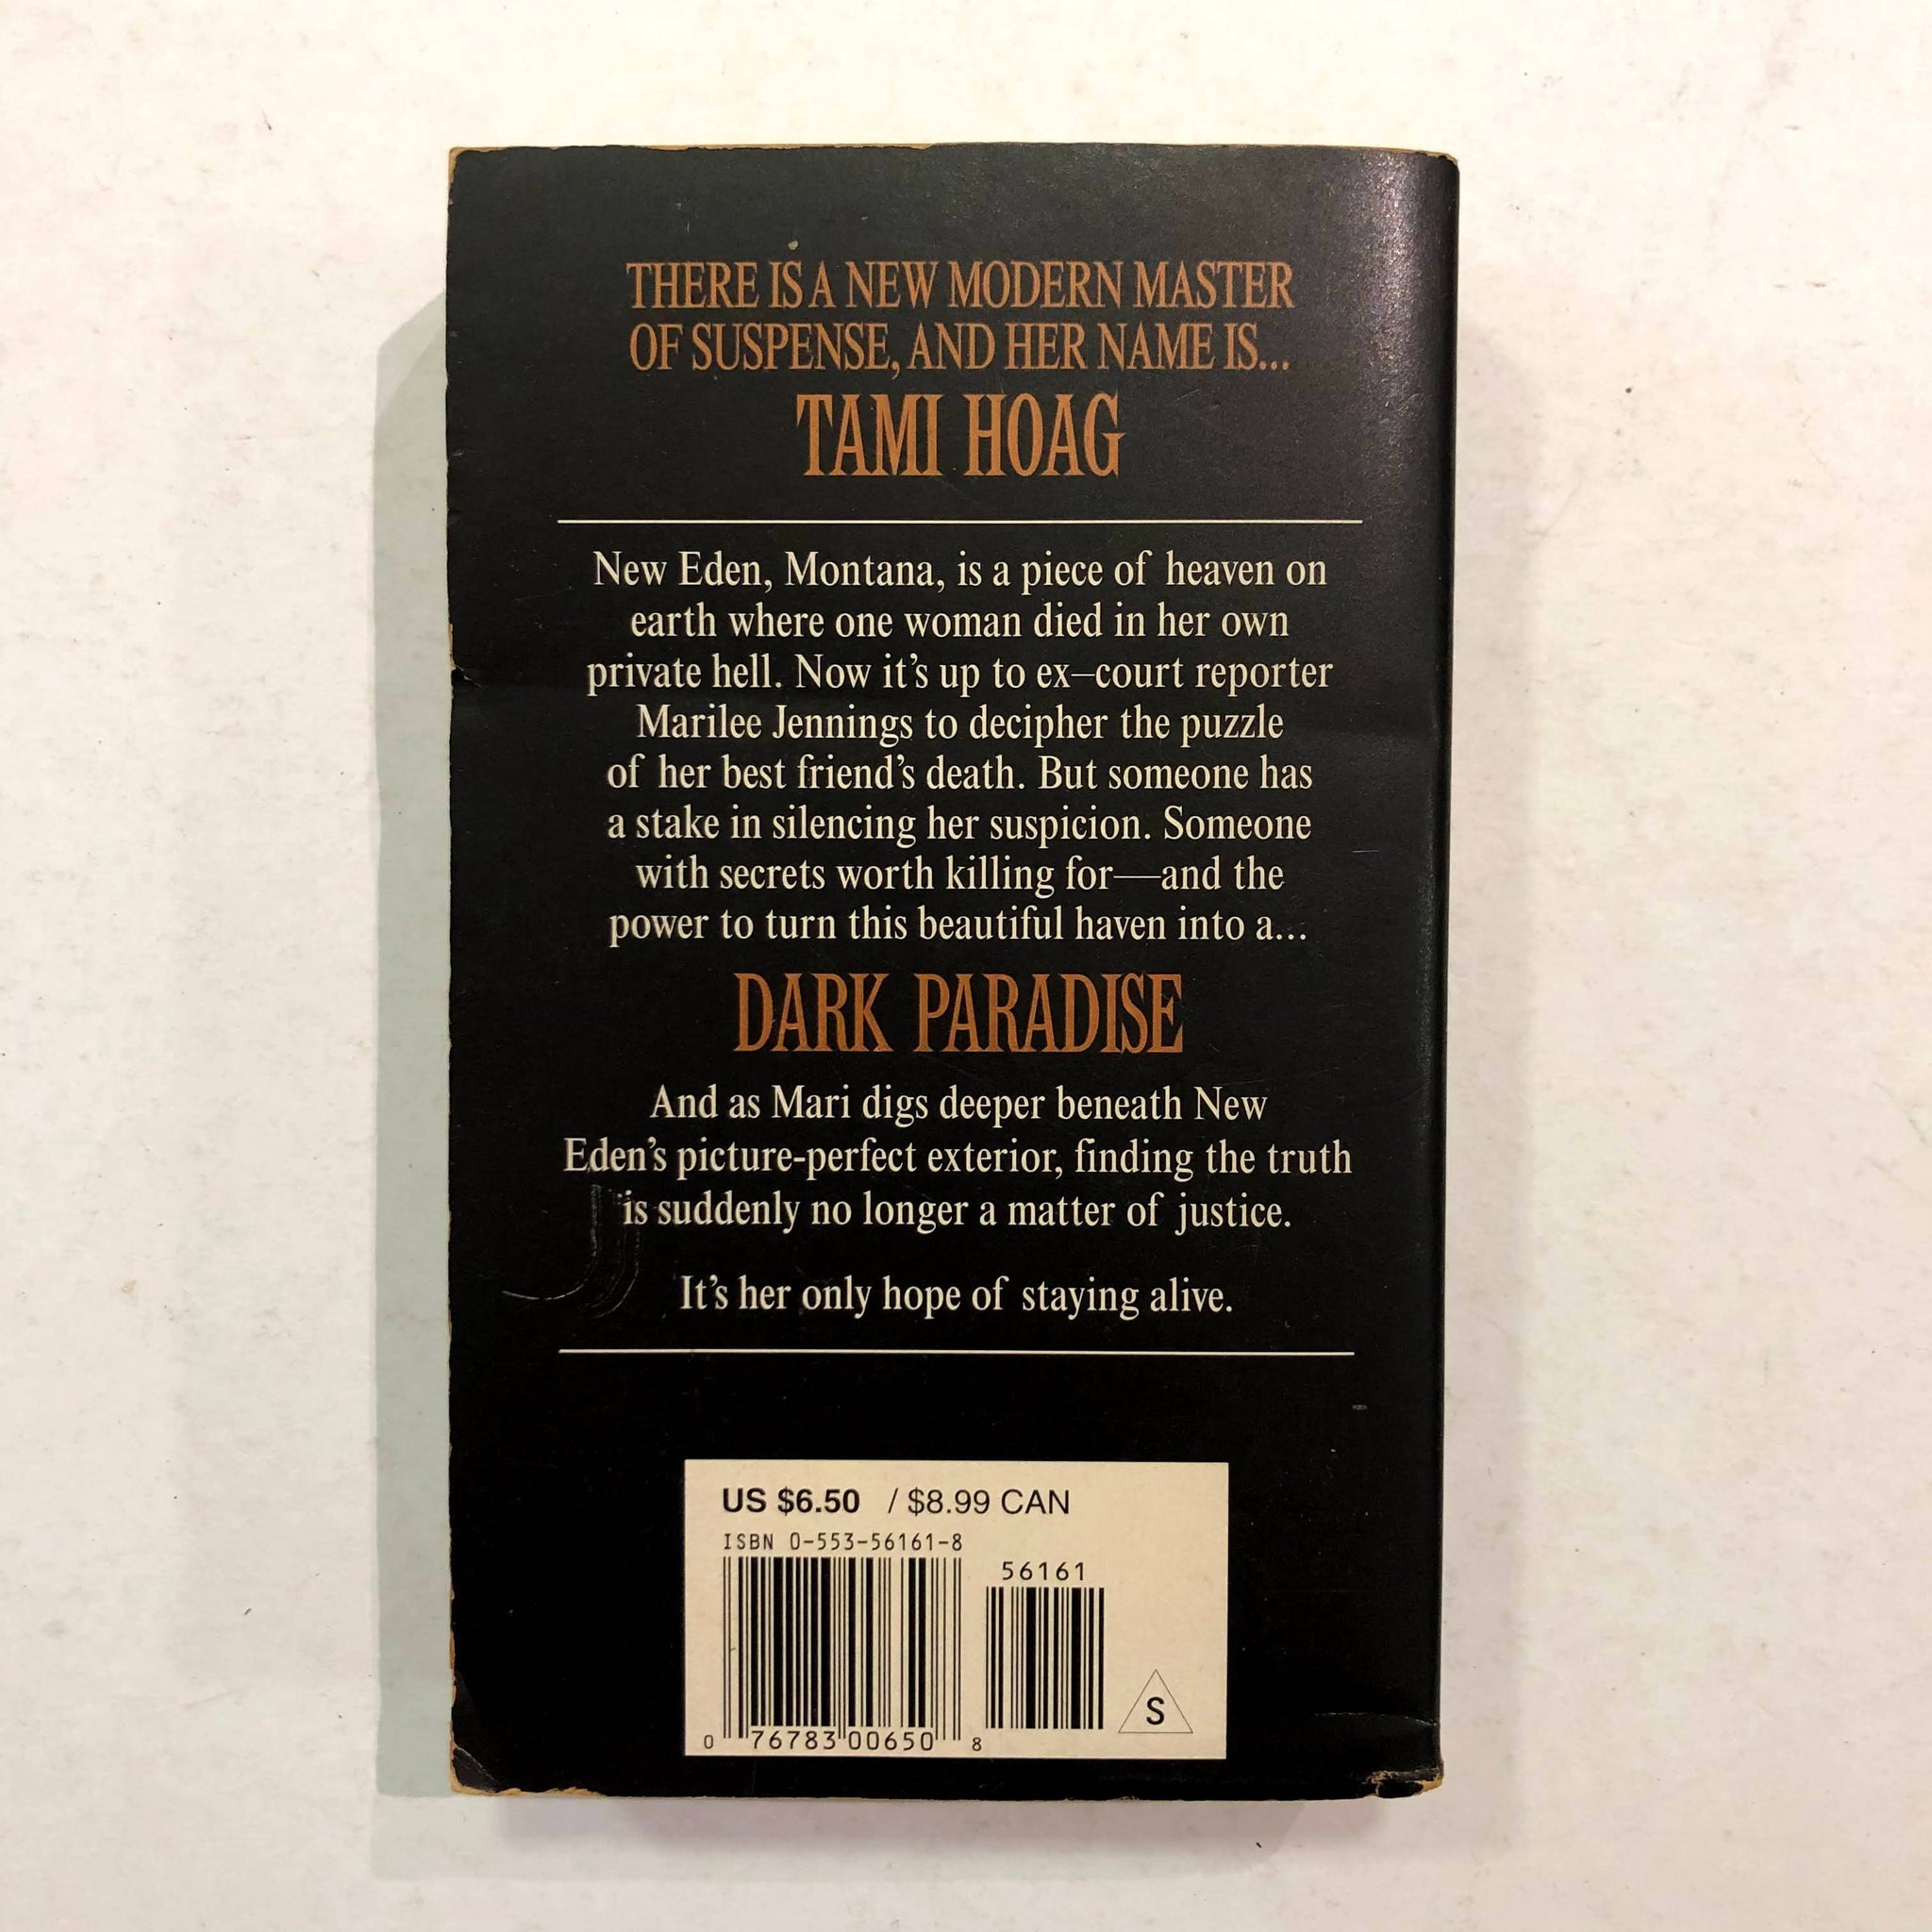 THERE IS A NEW MODERN MASTER
OF SUSPENSE, AND HER NAME IS...
TAMI HOAG
New Eden, Montana, is a piece of heaven on
earth where one woman died in her own
private hell. Now it's up to ex–court reporter
Marilee Jennings to decipher the puzzle
of her best friend's death. But someone has
a stake in silencing her suspicion. Someone
with secrets worth killing for—and the
power to turn this beautiful haven into a...
DARK PARADISE
And as Mari digs deeper beneath New
Eden's picture-perfect exterior, finding the truth
is suddenly no longer a matter of justice.
It's her only hope of staying alive.
US $6.50 / $8.99 CAN
ISBN 0-553-56161-8
56161
S
0 76783 00650 8